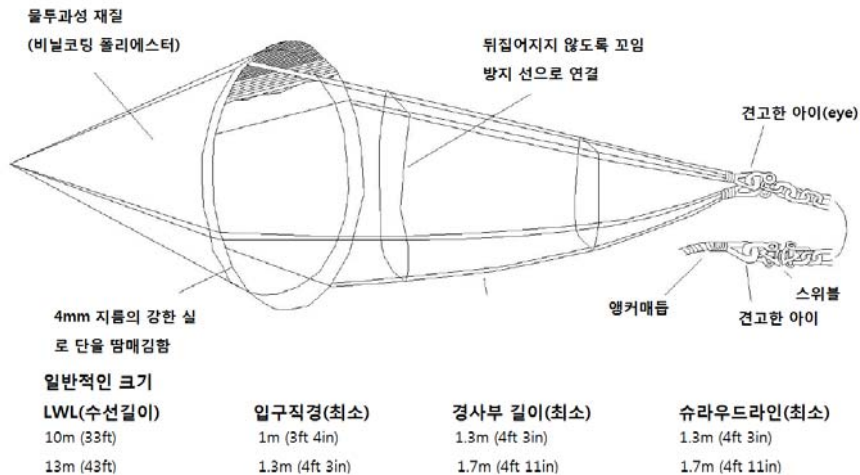 물투과성 재질
(비닐코팅 폴리에스터)
뒤집어지지 않도록 꼬임
방지 선으로 연결
견고한 아이(eye)
앵커매듭
스위블
견고한 아이
4mm 지름의 강한 실
로 단을 땀매김함
일반적인 크기
LWL(수선길이) 입구직경(최소) 경사부 길이(최소) 슈라우드라인(최소)
10m (33ft) 1m (3ft 4in) 1.3m (4ft 3in) 1.3m (4ft 3in)
13m (43ft) 1.3m (4ft 3in) 1.7m (4ft 11in) 1.7m (4ft 11in)